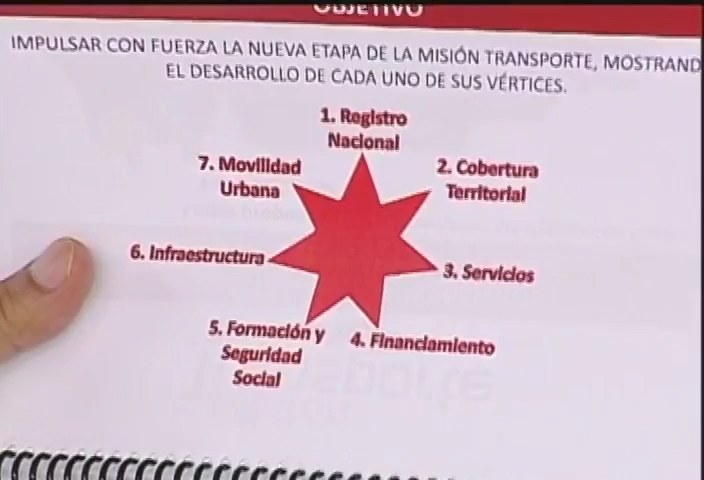 OBJETIVO
IMPULSAR CON FUERZA LA NUEVA ETAPA DE LA MISIÓN TRANSPORTE, MOSTRAND
EL DESARROLLO DE CADA UNO DE SUS VÉRTICES.
1. Registro
Nacional
2. Cobertura
Territorial
3. Servicios
4. Financiamiento
5. Formación y
Seguridad
Social
6. Infraestructura
7. Movilidad
Urbana